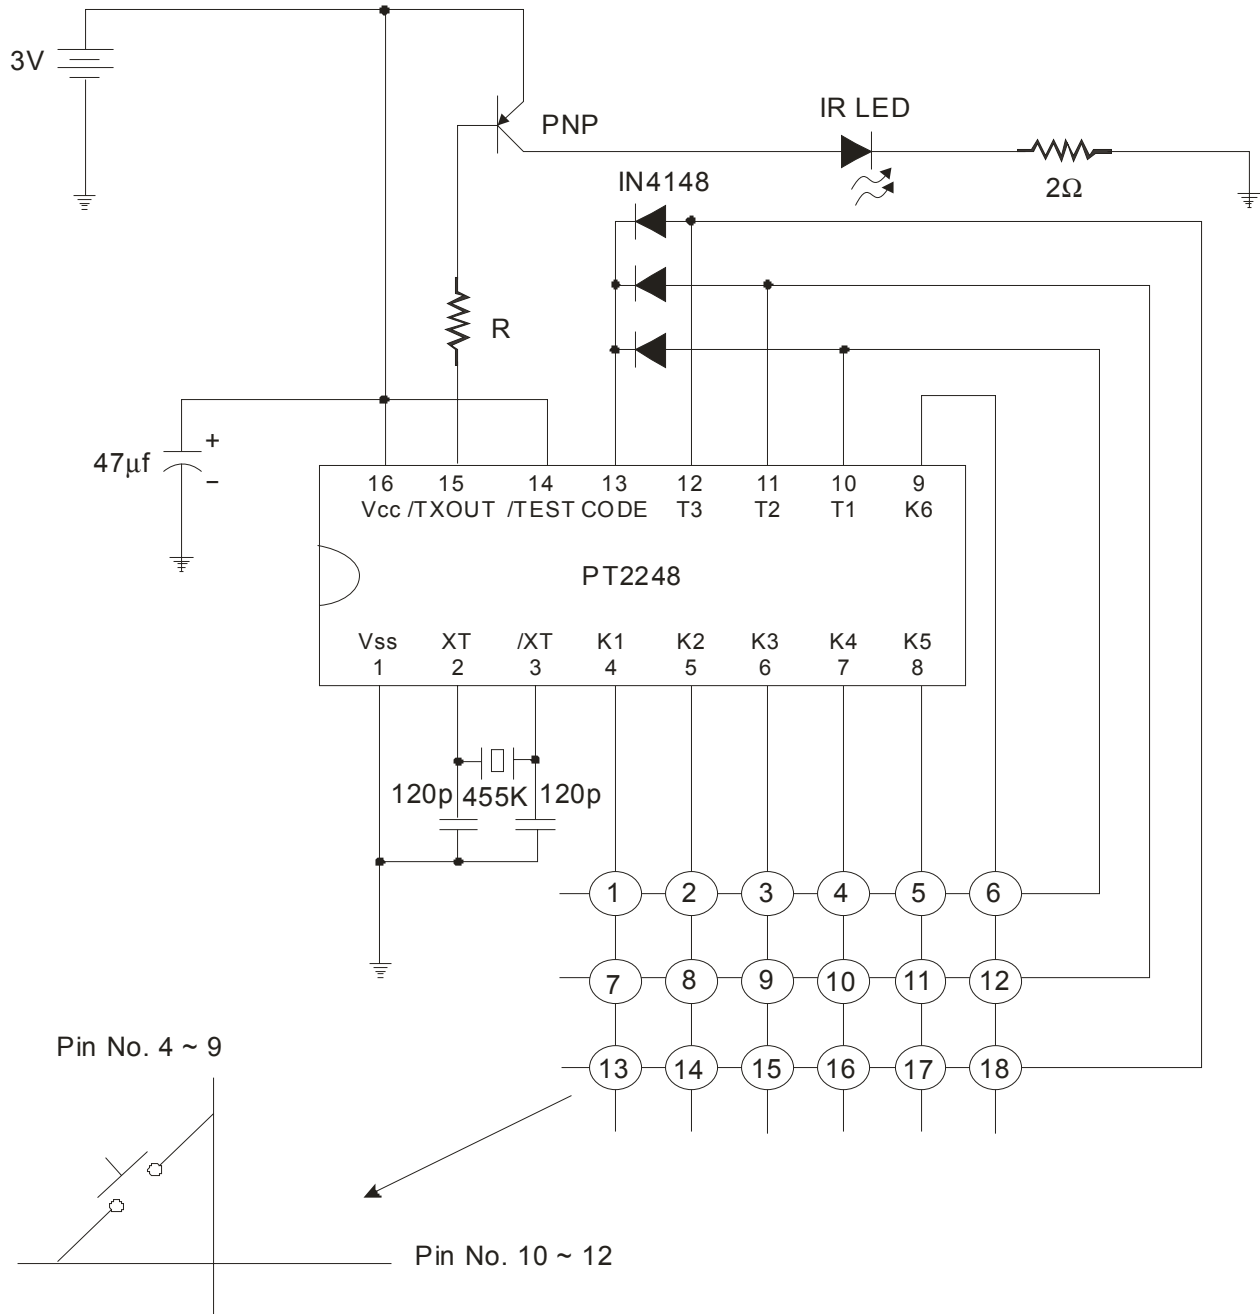 3V
PNP
IR LED
2Ω
IN4148
R
47μf
+
−
16 15 14 13 12 11 10 9
Vcc /TXOUT /TEST CODE T3 T2 T1 K6
PT2248
Vss XT /XT K1 K2 K3 K4 K5
1 2 3 4 5 6 7 8
120p 455K 120p
1 2 3 4 5 6
7 8 9 10 11 12
13 14 15 16 17 18
Pin No. 4 ~ 9
Pin No. 10 ~ 12